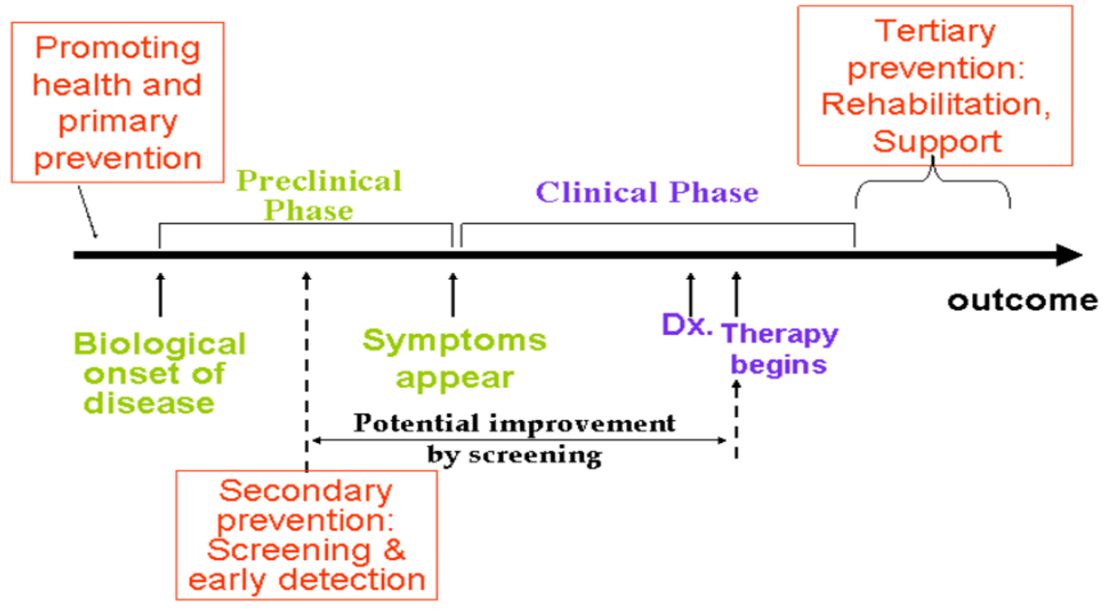 Promoting
health and
primary
prevention
Tertiary
prevention:
Rehabilitation,
Support
Preclinical
Phase
Clinical Phase
outcome
Biological
onset of
disease
Symptoms
appear
Dx.
Therapy
begins
Potential improvement
by screening
Secondary
prevention:
Screening &
early detection